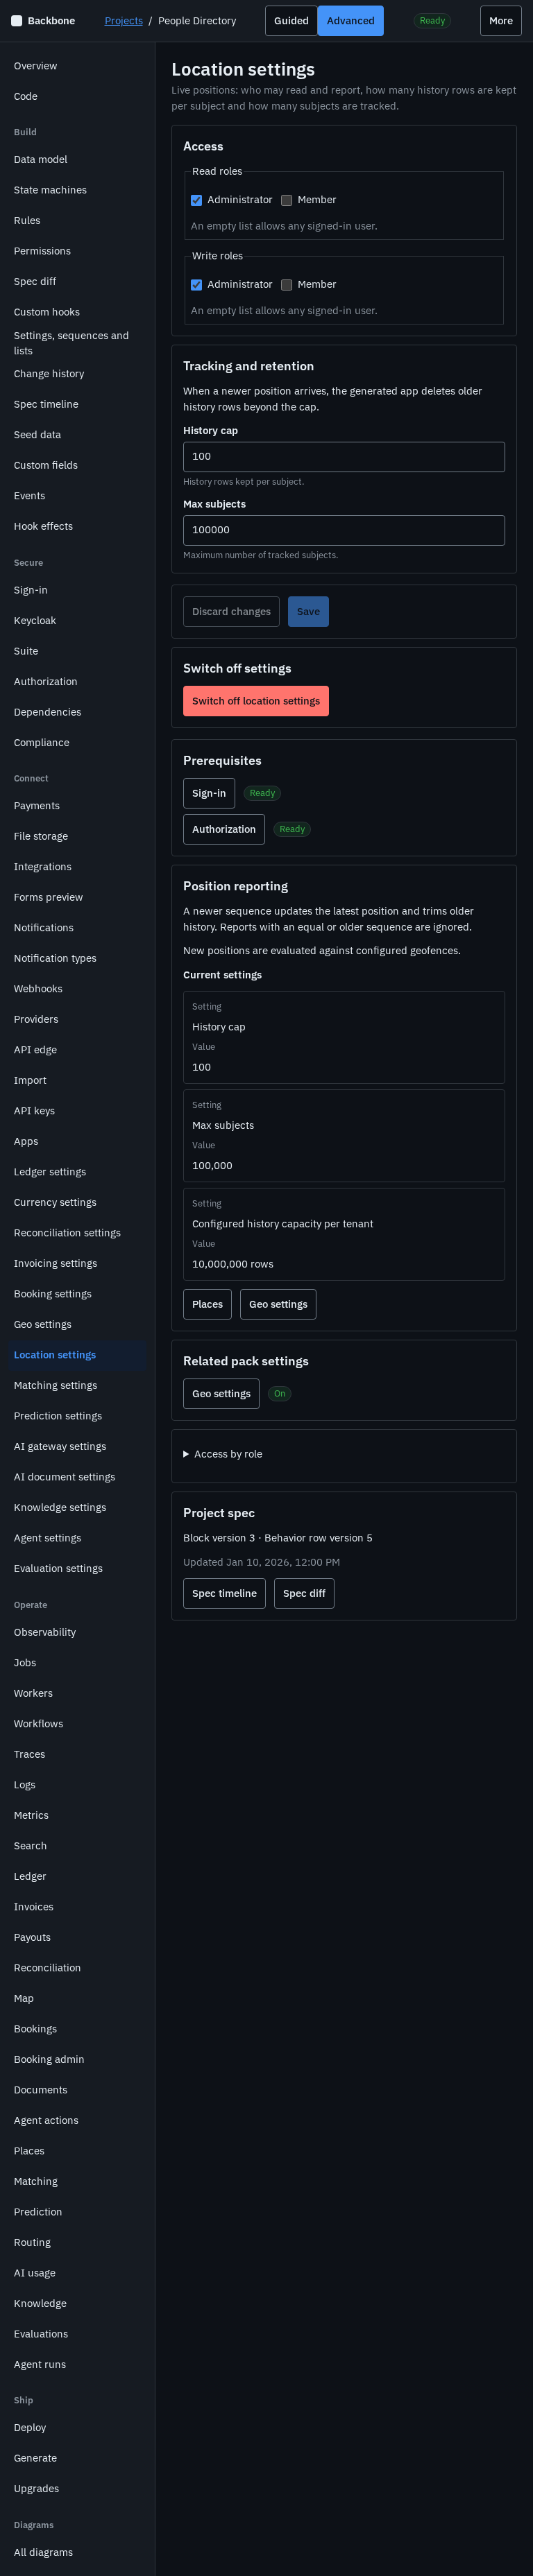 Backbone
Projects / People Directory
Guided
Advanced
Ready
More
Overview
Code
Build
Data model
State machines
Rules
Permissions
Spec diff
Custom hooks
Settings, sequences and
lists
Change history
Spec timeline
Seed data
Custom fields
Events
Hook effects
Secure
Sign-in
Keycloak
Suite
Authorization
Dependencies
Compliance
Connect
Payments
File storage
Integrations
Forms preview
Notifications
Notification types
Webhooks
Providers
API edge
Import
API keys
Apps
Ledger settings
Currency settings
Reconciliation settings
Invoicing settings
Booking settings
Geo settings
Location settings
Matching settings
Prediction settings
AI gateway settings
AI document settings
Knowledge settings
Agent settings
Evaluation settings
Operate
Observability
Jobs
Workers
Workflows
Traces
Logs
Metrics
Search
Ledger
Invoices
Payouts
Reconciliation
Map
Bookings
Booking admin
Documents
Agent actions
Places
Matching
Prediction
Routing
AI usage
Knowledge
Evaluations
Agent runs
Ship
Deploy
Generate
Upgrades
Diagrams
All diagrams
Location settings
Live positions: who may read and report, how many history rows are kept
per subject and how many subjects are tracked.
Access
Read roles
Administrator
Member
An empty list allows any signed-in user.
Write roles
Administrator
Member
An empty list allows any signed-in user.
Tracking and retention
When a newer position arrives, the generated app deletes older
history rows beyond the cap.
History cap
100
History rows kept per subject.
Max subjects
100000
Maximum number of tracked subjects.
Discard changes
Save
Switch off settings
Switch off location settings
Prerequisites
Sign-in
Ready
Authorization
Ready
Position reporting
A newer sequence updates the latest position and trims older
history. Reports with an equal or older sequence are ignored.
New positions are evaluated against configured geofences.
Current settings
Setting
History cap
Value
100
Setting
Max subjects
Value
100,000
Setting
Configured history capacity per tenant
Value
10,000,000 rows
Places
Geo settings
Related pack settings
Geo settings
On
Access by role
Project spec
Block version 3 · Behavior row version 5
Updated Jan 10, 2026, 12:00 PM
Spec timeline
Spec diff